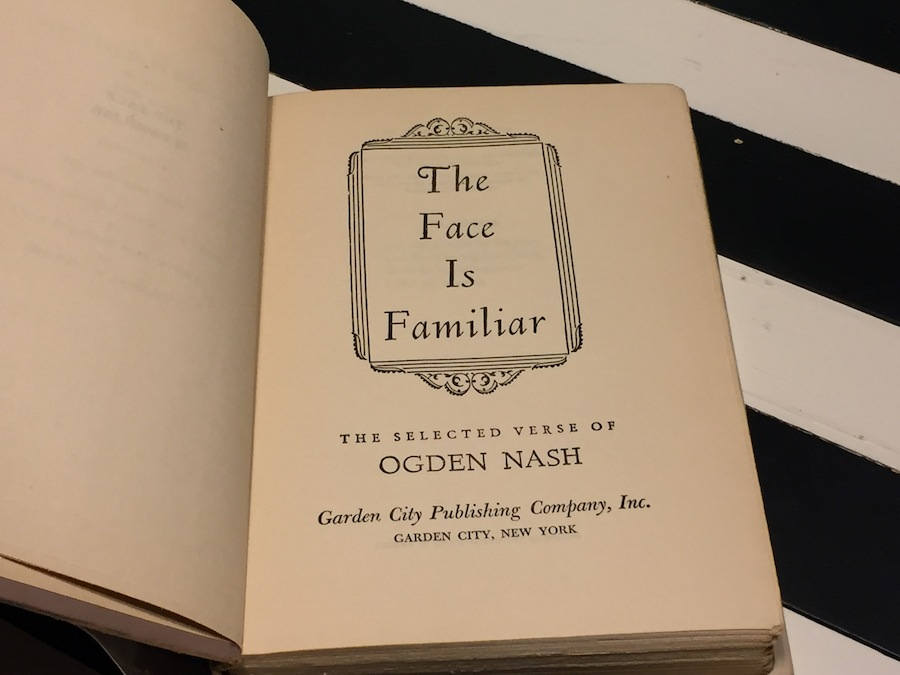 The
Face
Is
Familiar
THE SELECTED VERSE OF
OGDEN NASH
Garden City Publishing Company, Inc.
GARDEN CITY, NEW YORK